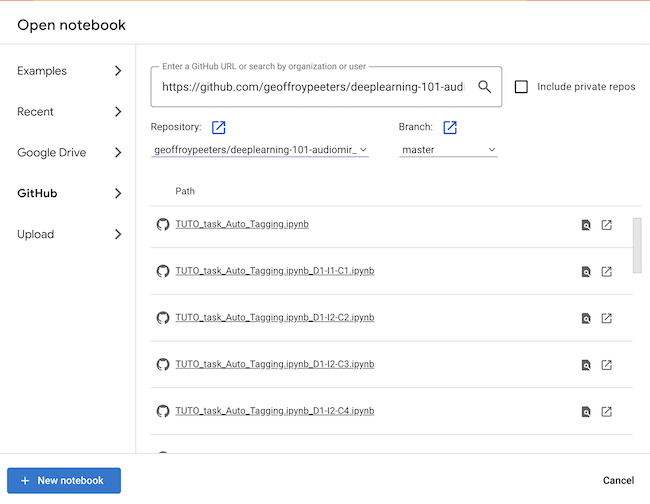 Open notebook
Examples
Recent
Google Drive
GitHub
Upload
Enter a GitHub URL or search by organization or user
https://github.com/geoffroypeeters/deeplearning-101-audi
Include private repos
Repository:
Branch:
geoffroypeeters/deeplearning-101-audiomir_
master
Path
TUTO_task_Auto_Tagging.ipynb
TUTO_task_Auto_Tagging.ipynb_D1-I1-C1.ipynb
TUTO_task_Auto_Tagging.ipynb_D1-I2-C2.ipynb
TUTO_task_Auto_Tagging.ipynb_D1-I2-C3.ipynb
TUTO_task_Auto_Tagging.ipynb_D1-I2-C4.ipynb
+ New notebook
Cancel